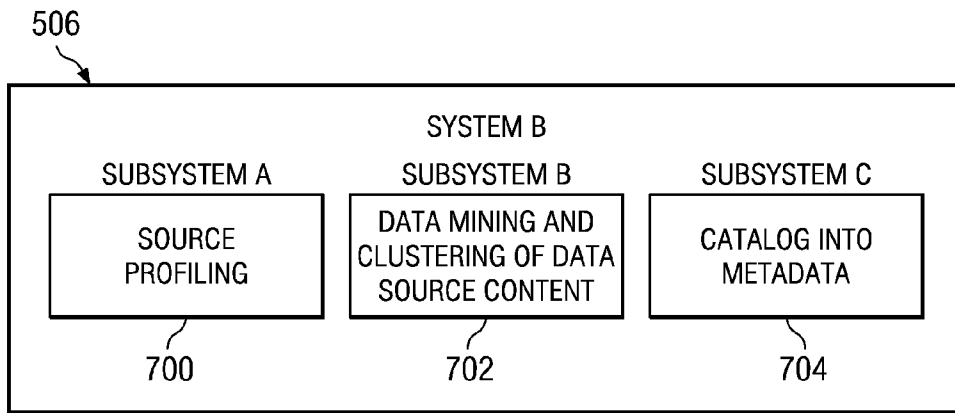 506
SYSTEM B
SUBSYSTEM A
SUBSYSTEM B
SUBSYSTEM C
SOURCE
PROFILING
DATA MINING AND
CLUSTERING OF DATA
SOURCE CONTENT
CATALOG INTO
METADATA
700
702
704